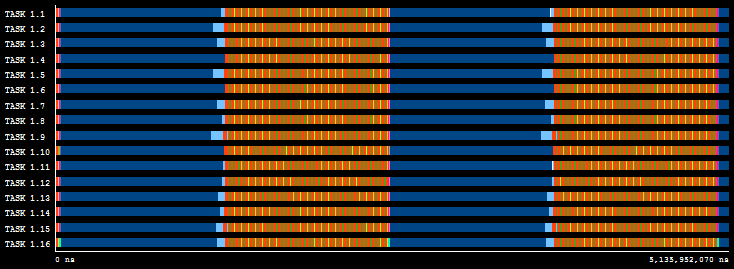 TASK 1.1
TASK 1.2
TASK 1.3
TASK 1.4
TASK 1.5
TASK 1.6
TASK 1.7
TASK 1.8
TASK 1.9
TASK 1.10
TASK 1.11
TASK 1.12
TASK 1.13
TASK 1.14
TASK 1.15
TASK 1.16
0 ns 5,135,952,070 ns